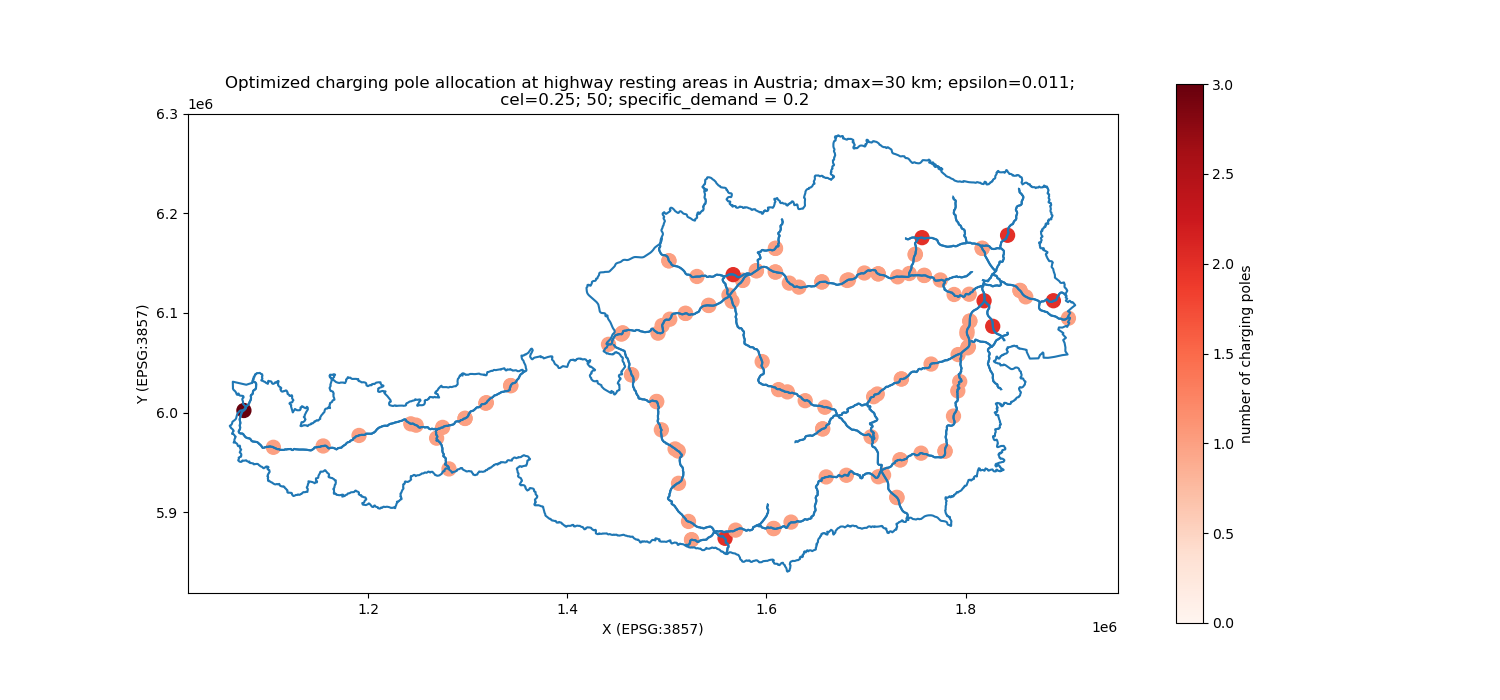 Optimized charging pole allocation at highway resting areas in Austria; dmax=30 km; epsilon=0.011;
cel=0.25; 50; specific_demand = 0.2
1e6
6.3
6.2
6.1
6.0
5.9
Y (EPSG:3857)
1.2
1.4
1.6
1.8
1e6
X (EPSG:3857)
3.0
2.5
2.0
1.5
1.0
0.5
0.0
number of charging poles